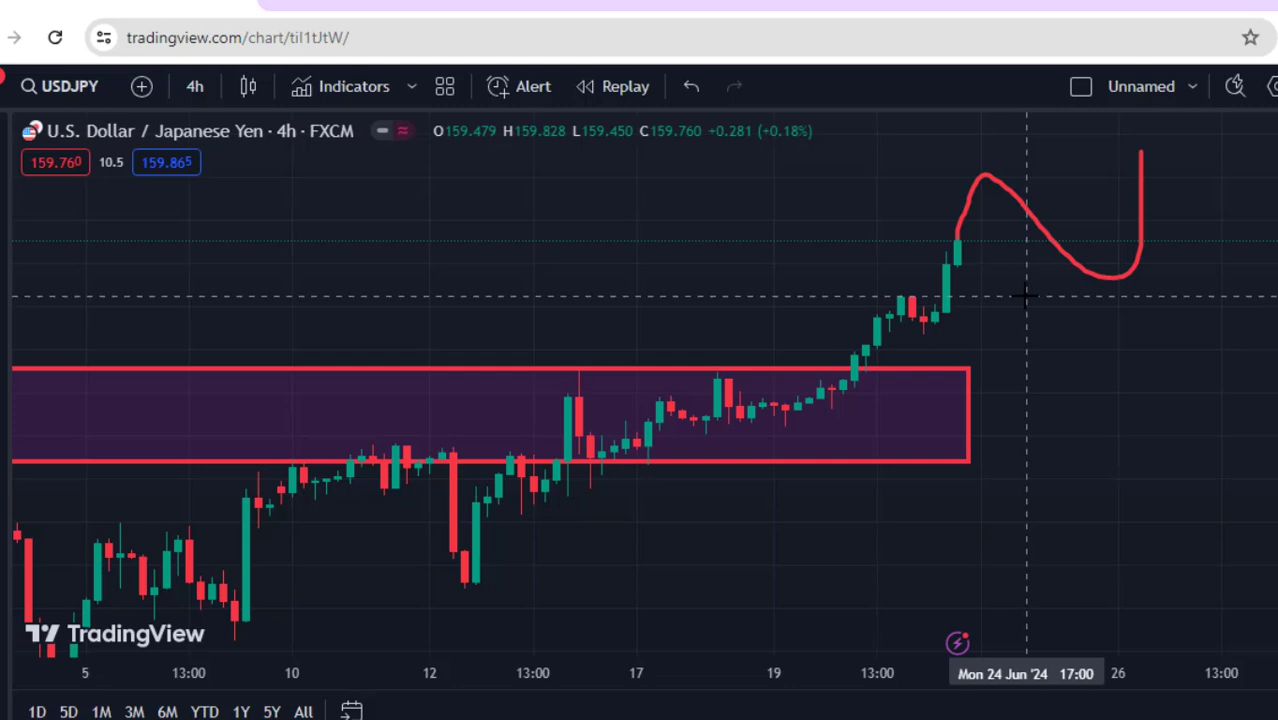 tradingview.com/chart/til1tJtW/
USDJPY 4h Indicators Alert Replay Unnamed
U.S. Dollar / Japanese Yen · 4h · FXCM O159.479 H159.828 L159.450 C159.760 +0.281 (+0.18%)
159.760 10.5 159.865
TradingView
5 13:00 10 12 13:00 17 19 13:00 Mon 24 Jun '24 17:00 26 13:00
1D 5D 1M 3M 6M YTD 1Y 5Y All